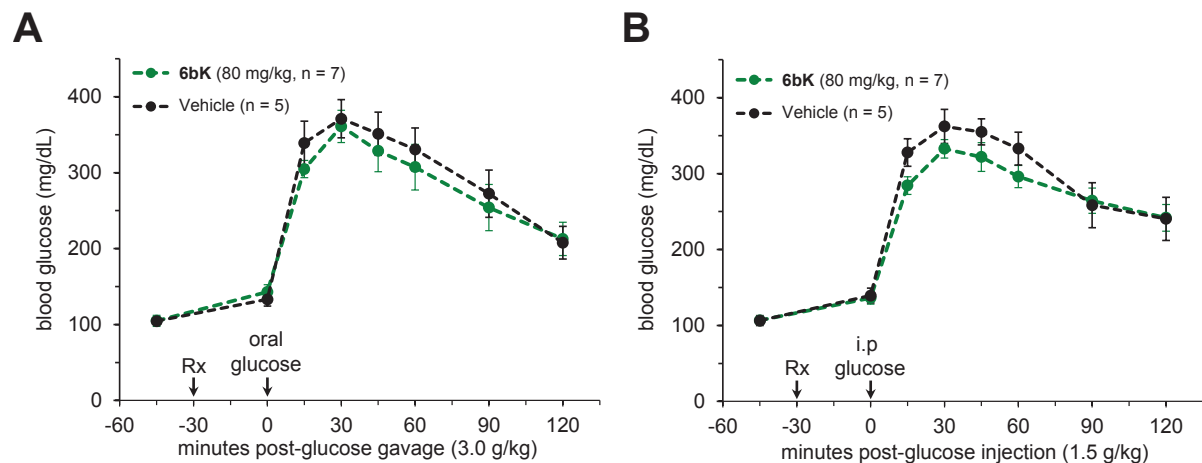 A
6bK (80 mg/kg, n = 7)
Vehicle (n = 5)
blood glucose (mg/dL)
400
300
200
100
0
Rx
oral
glucose
-60
-30
0
30
60
90
120
minutes post-glucose gavage (3.0 g/kg)
B
6bK (80 mg/kg, n = 7)
Vehicle (n = 5)
blood glucose (mg/dL)
400
300
200
100
0
Rx
i.p
glucose
-60
-30
0
30
60
90
120
minutes post-glucose injection (1.5 g/kg)